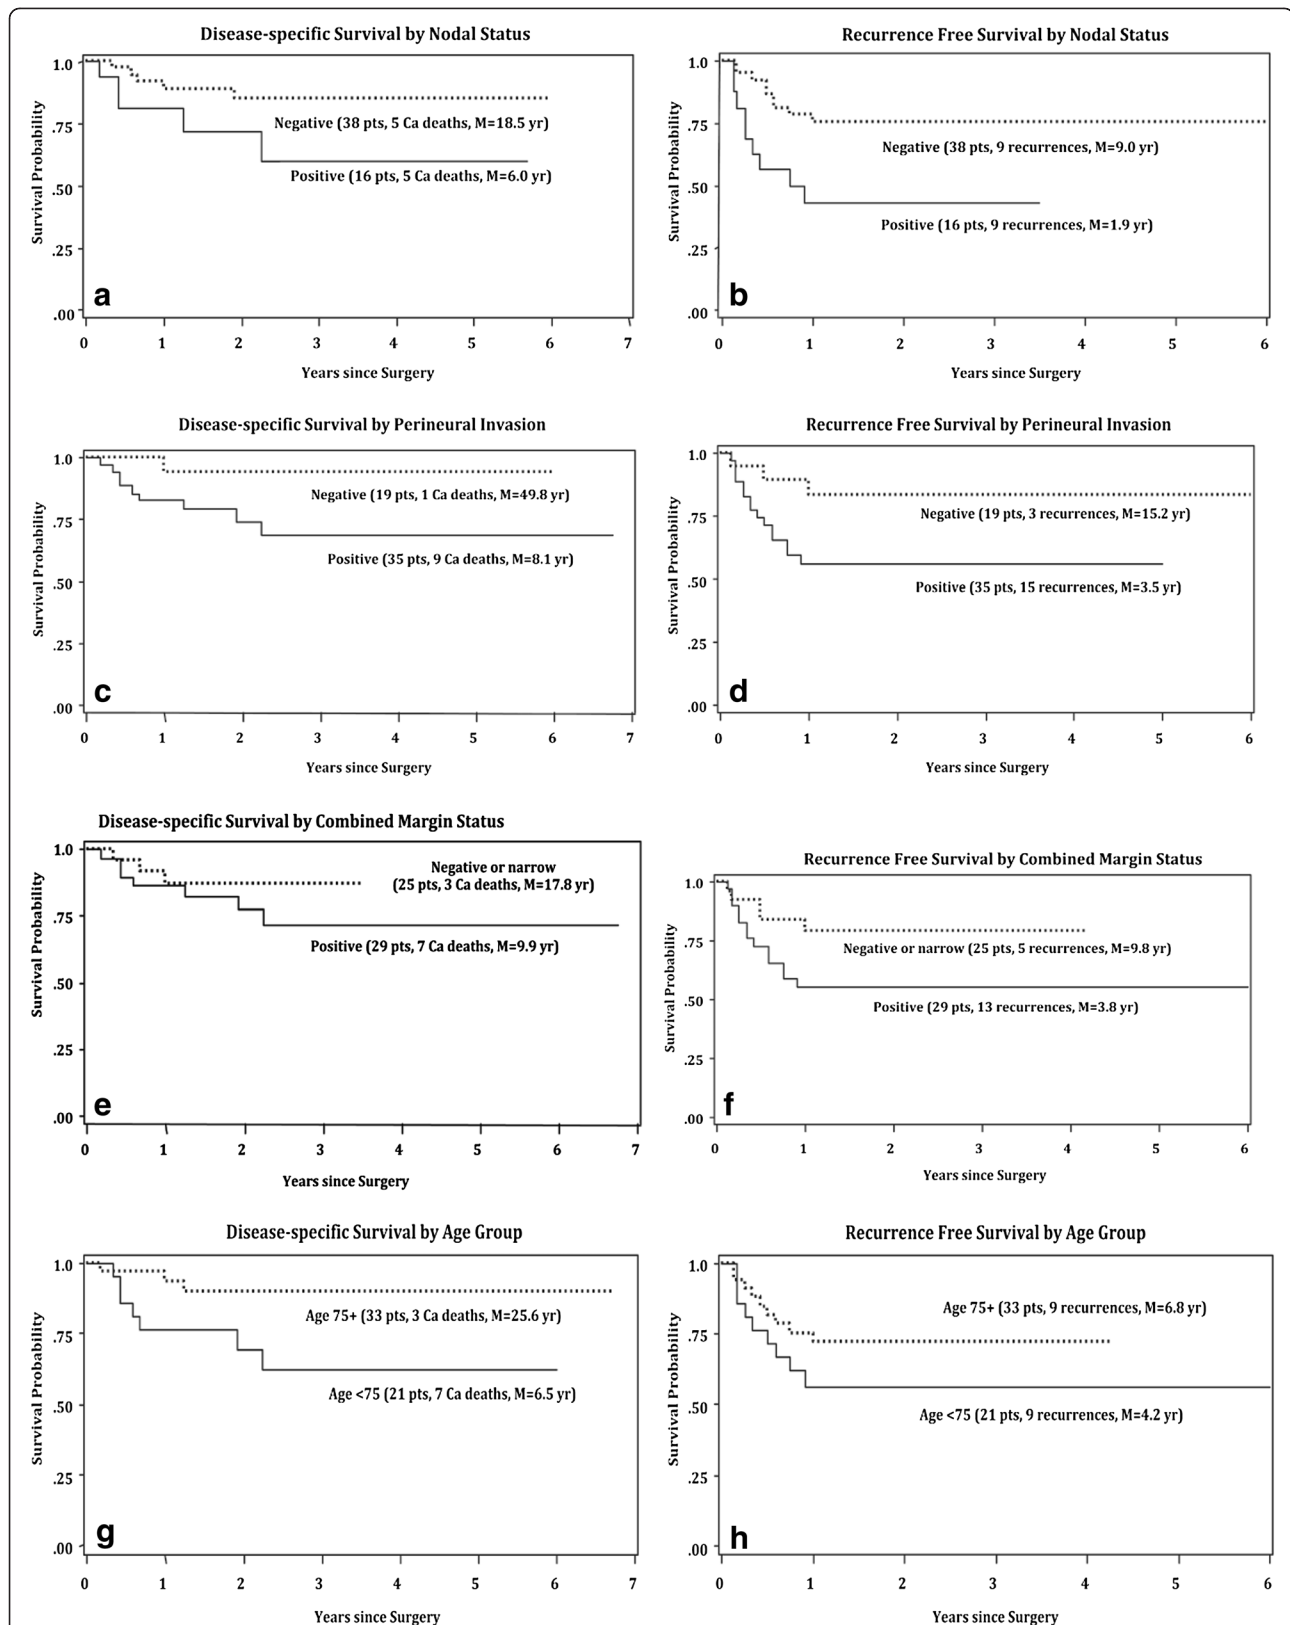 Disease-specific Survival by Nodal Status
1.0
.75
.50
.25
.00
Survival Probability
Negative (38 pts, 5 Ca deaths, M=18.5 yr)
Positive (16 pts, 5 Ca deaths, M=6.0 yr)
a
0 1 2 3 4 5 6 7
Years since Surgery
Recurrence Free Survival by Nodal Status
1.0
.75
.50
.25
.00
Survival Probability
Negative (38 pts, 9 recurrences, M=9.0 yr)
Positive (16 pts, 9 recurrences, M=1.9 yr)
b
0 1 2 3 4 5 6
Years since Surgery
Disease-specific Survival by Perineural Invasion
1.0
.75
.50
.25
.00
Survival Probability
Negative (19 pts, 1 Ca deaths, M=49.8 yr)
Positive (35 pts, 9 Ca deaths, M=8.1 yr)
c
0 1 2 3 4 5 6 7
Years since Surgery
Recurrence Free Survival by Perineural Invasion
1.0
.75
.50
.25
.00
Survival Probability
Negative (19 pts, 3 recurrences, M=15.2 yr)
Positive (35 pts, 15 recurrences, M=3.5 yr)
d
0 1 2 3 4 5 6
Years since Surgery
Disease-specific Survival by Combined Margin Status
1.0
.75
.50
.25
.00
Survival Probability
Negative or narrow
(25 pts, 3 Ca deaths, M=17.8 yr)
Positive (29 pts, 7 Ca deaths, M=9.9 yr)
e
0 1 2 3 4 5 6 7
Years since Surgery
Recurrence Free Survival by Combined Margin Status
1.0
.75
.50
.25
.00
Survival Probability
Negative or narrow (25 pts, 5 recurrences, M=9.8 yr)
Positive (29 pts, 13 recurrences, M=3.8 yr)
f
0 1 2 3 4 5 6
Years since Surgery
Disease-specific Survival by Age Group
1.0
.75
.50
.25
.00
Survival Probability
Age 75+ (33 pts, 3 Ca deaths, M=25.6 yr)
Age <75 (21 pts, 7 Ca deaths, M=6.5 yr)
g
0 1 2 3 4 5 6 7
Years since Surgery
Recurrence Free Survival by Age Group
1.0
.75
.50
.25
.00
Survival Probability
Age 75+ (33 pts, 9 recurrences, M=6.8 yr)
Age <75 (21 pts, 9 recurrences, M=4.2 yr)
h
0 1 2 3 4 5 6
Years since Surgery